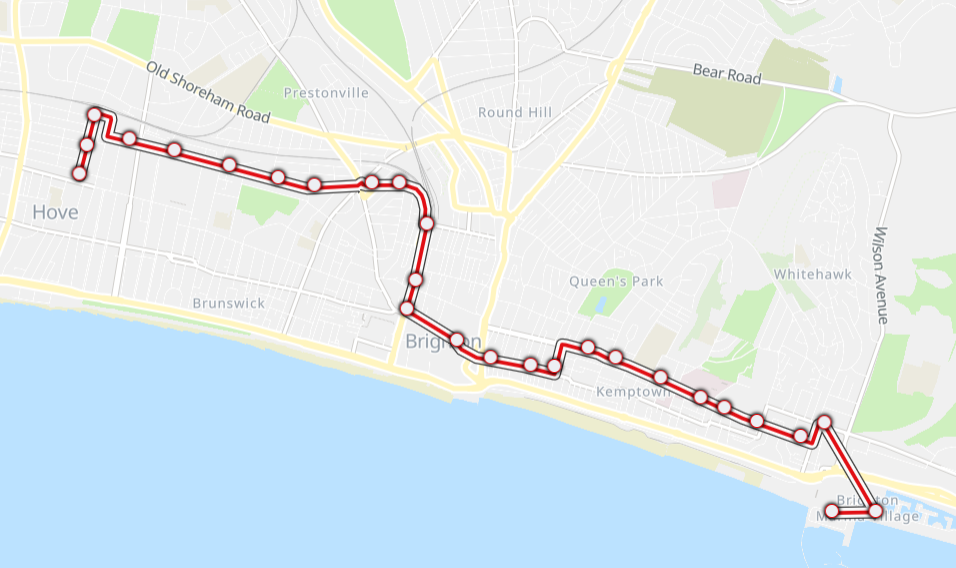 Old Shoreham Road
Prestonville
Bear Road
Round Hill
Hove
Wilson Avenue
Queen's Park
Whitehawk
Brunswick
Brighton
Kemptown
Brighton
Marina Village